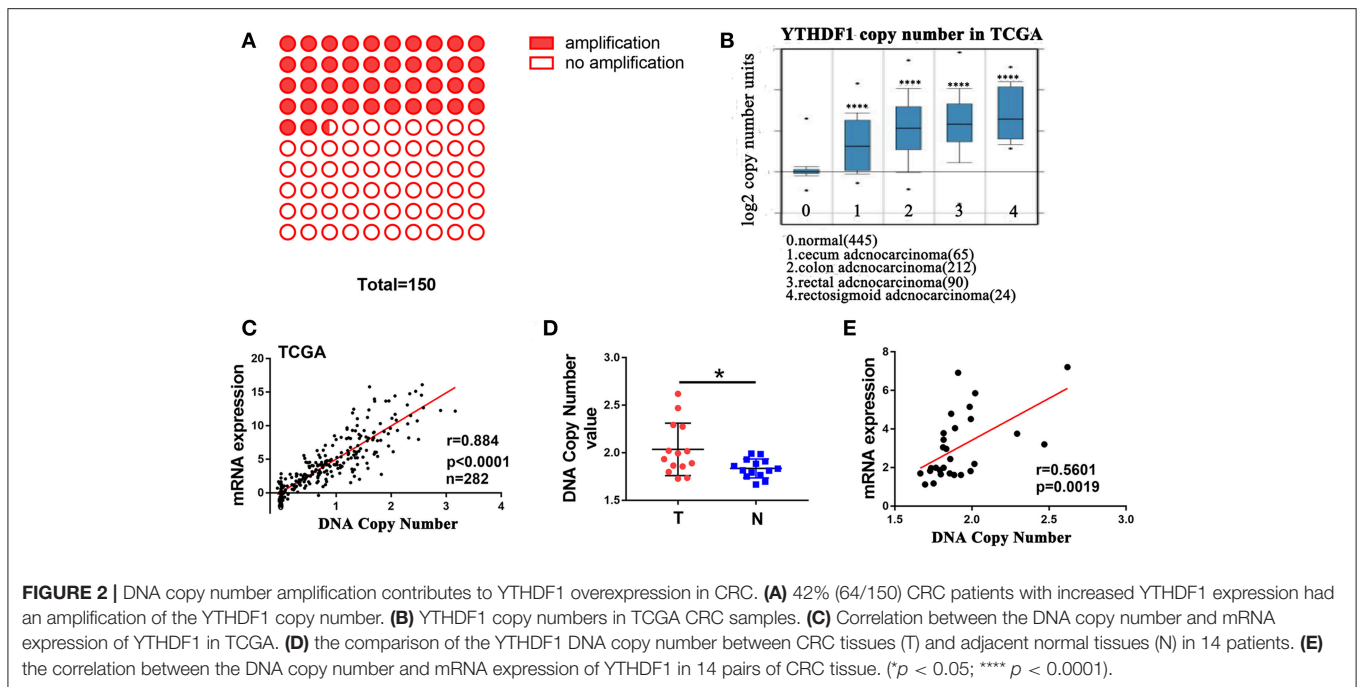 A
amplification
no amplification
Total=150
B
YTHDF1 copy number in TCGA
log2 copy number units
**** **** **** ****
0 1 2 3 4
0.normal(445)
1.cecum adcnocarcinoma(65)
2.colon adcnocarcinoma(212)
3.rectal adcnocarcinoma(90)
4.rectosigmoid adcnocarcinoma(24)
C
TCGA
mRNA expression
20
15
10
5
0
r=0.884
p<0.0001
n=282
0 1 2 3 4
DNA Copy Number
D
DNA Copy Number
value
3.0
2.5
2.0
1.5
*
T N
E
mRNA expression
8
6
4
2
0
r=0.5601
p=0.0019
1.5 2.0 2.5 3.0
DNA Copy Number
FIGURE 2 | DNA copy number amplification contributes to YTHDF1 overexpression in CRC. (A) 42% (64/150) CRC patients with increased YTHDF1 expression had
an amplification of the YTHDF1 copy number. (B) YTHDF1 copy numbers in TCGA CRC samples. (C) Correlation between the DNA copy number and mRNA
expression of YTHDF1 in TCGA. (D) the comparison of the YTHDF1 DNA copy number between CRC tissues (T) and adjacent normal tissues (N) in 14 patients. (E)
the correlation between the DNA copy number and mRNA expression of YTHDF1 in 14 pairs of CRC tissue. (*p < 0.05; **** p < 0.0001).